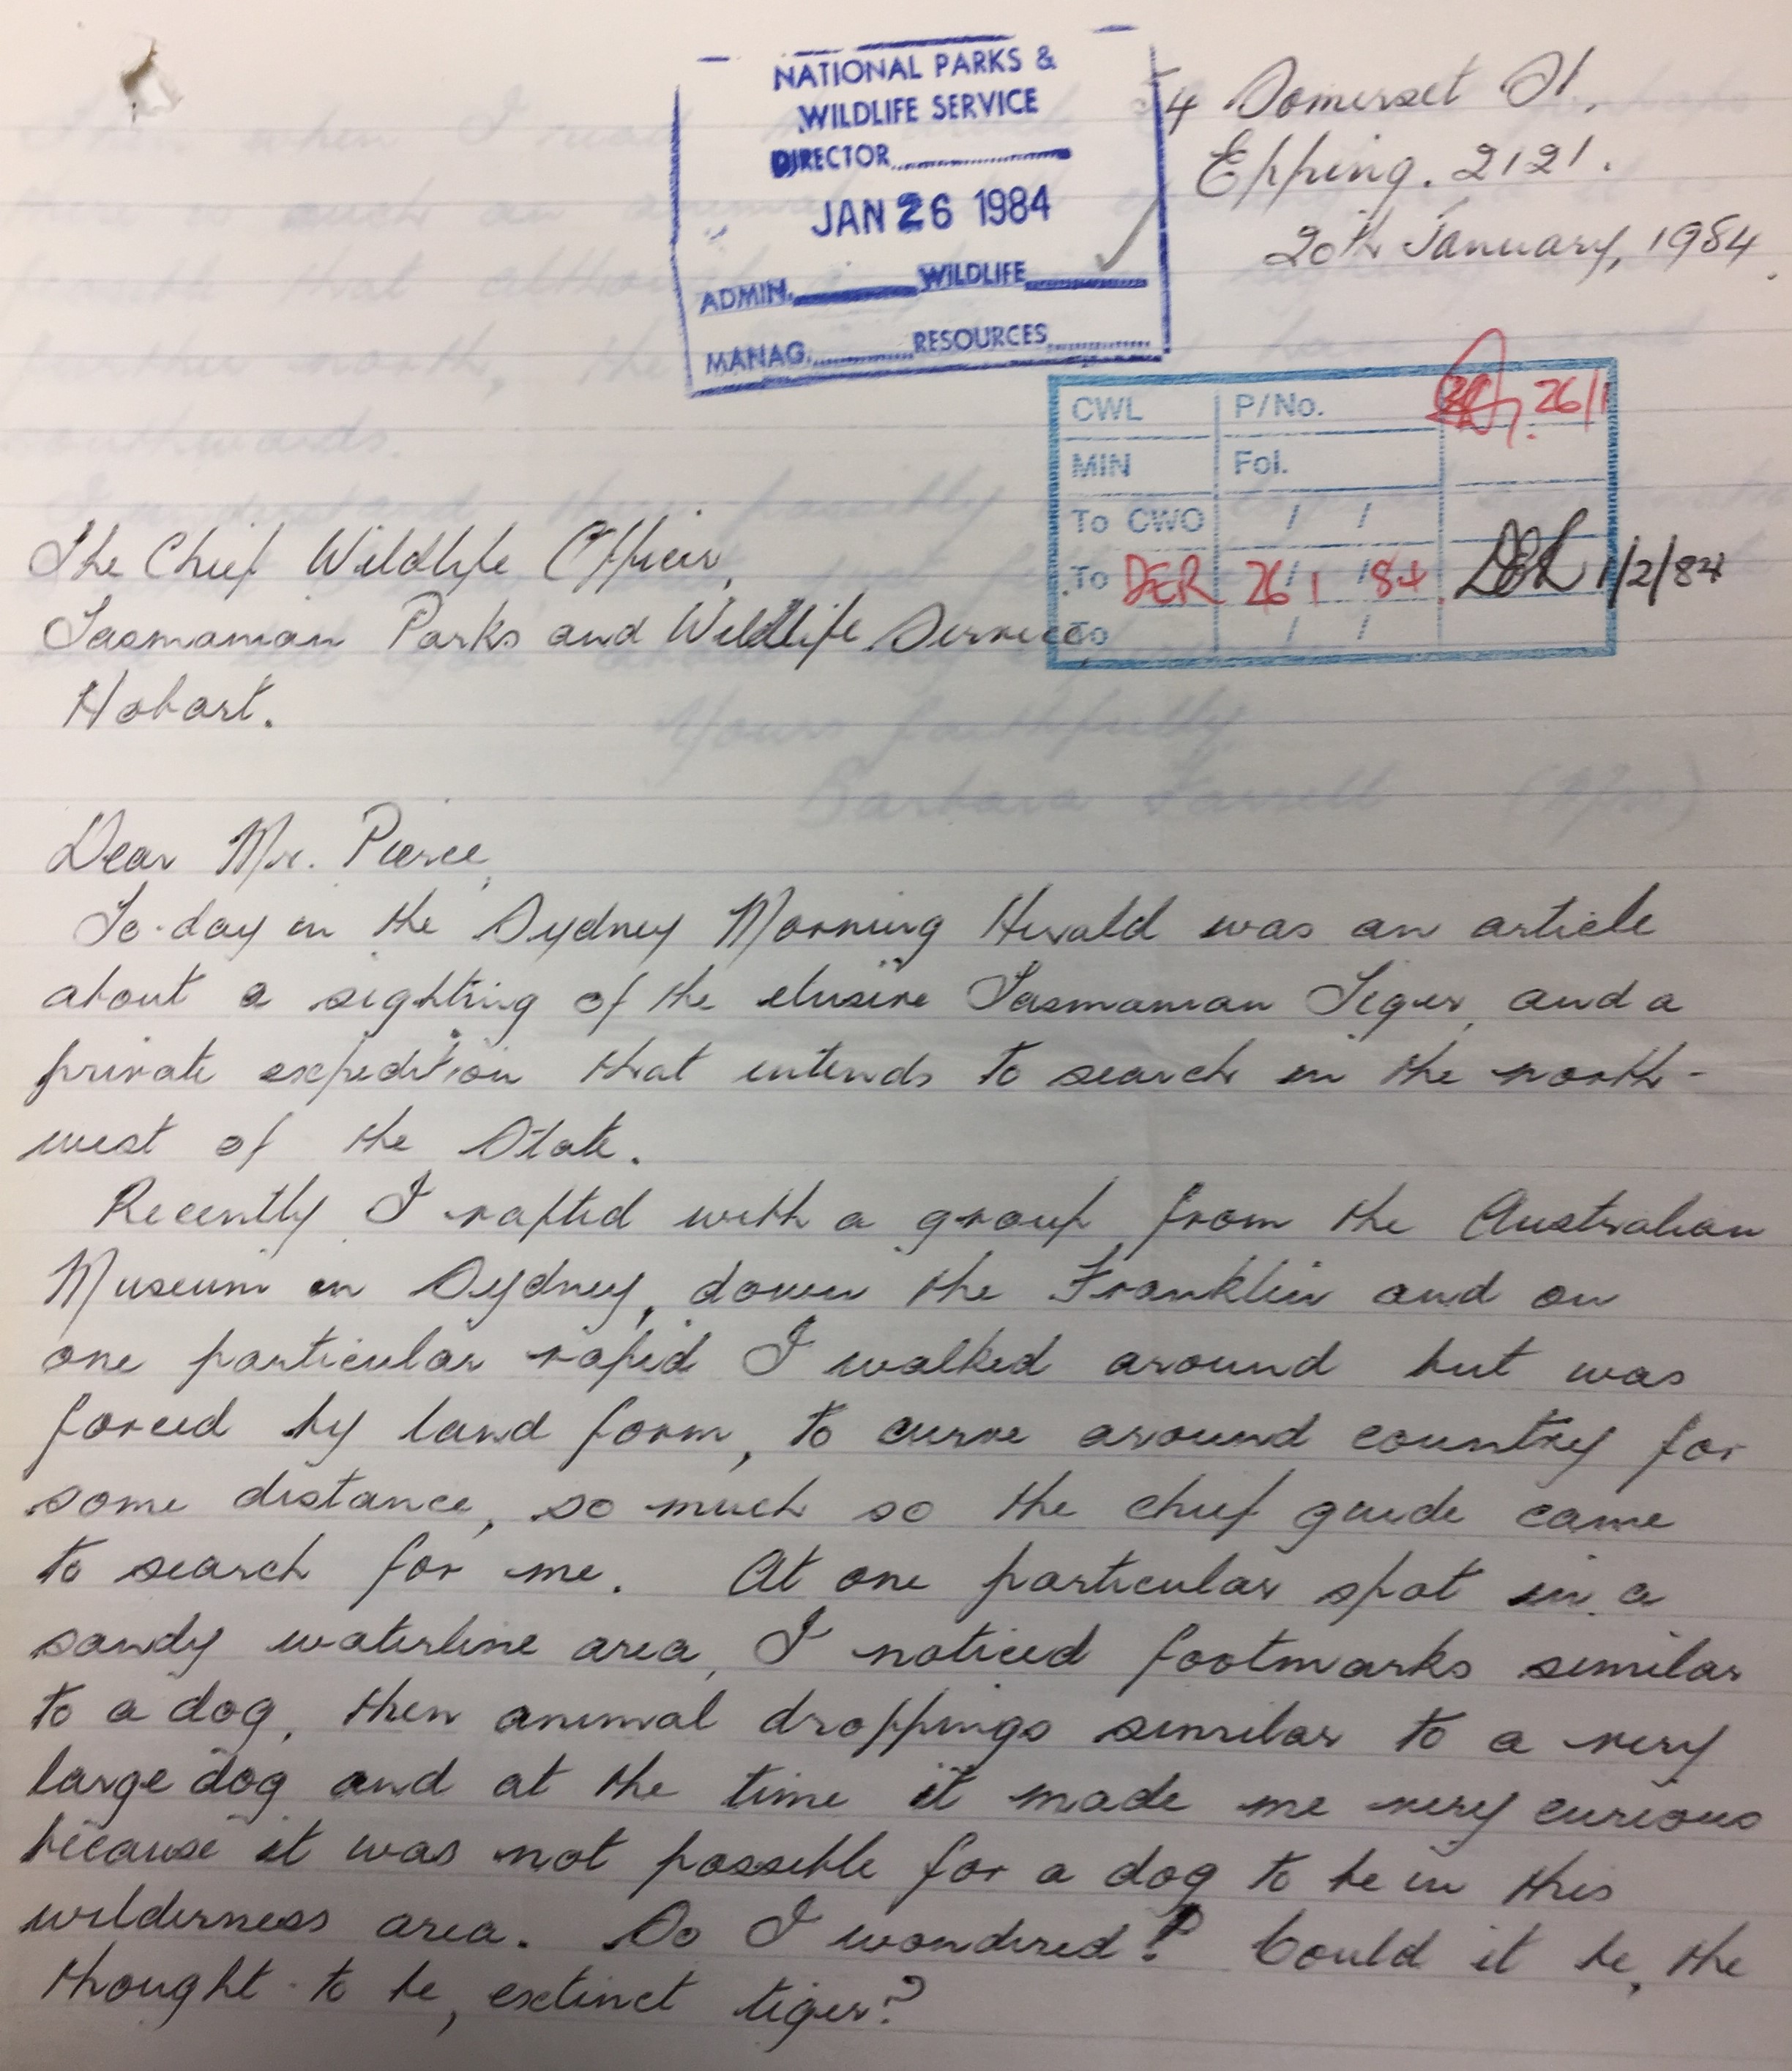 NATIONAL PARKS &
WILDLIFE SERVICE
DIRECTOR
JAN 26 1984
ADMIN. WILDLIFE
MANAG. RESOURCES
54 Somerset St,
Epping. 2121.
20th January, 1984.
CWL P/No. 26/1
MIN Fol.
To CWO / /
To DER 26/1/84 DER 1/2/84
To / /
The Chief Wildlife Officer,
Tasmanian Parks and Wildlife Service
Hobart.
Dear Mr. Pierce,
To-day in the Sydney Morning Herald was an article
about a sighting of the elusive Tasmanian Tiger, and a
private expedition that intends to search in the north-
west of the State.
Recently I rafted with a group from the Australian
Museum in Sydney, down the Franklin and on
one particular rapid I walked around but was
forced by land form, to curve around country for
some distance, so much so the chief guide came
to search for me. At one particular spot in a
sandy waterline area, I noticed footmarks similar
to a dog, then animal droppings similar to a very
large dog and at the time it made me very curious
because it was not possible for a dog to be in this
wilderness area. So I wondered? Could it be, the
thought to be, extinct tiger?
Yours faithfully
Barbara Farrell